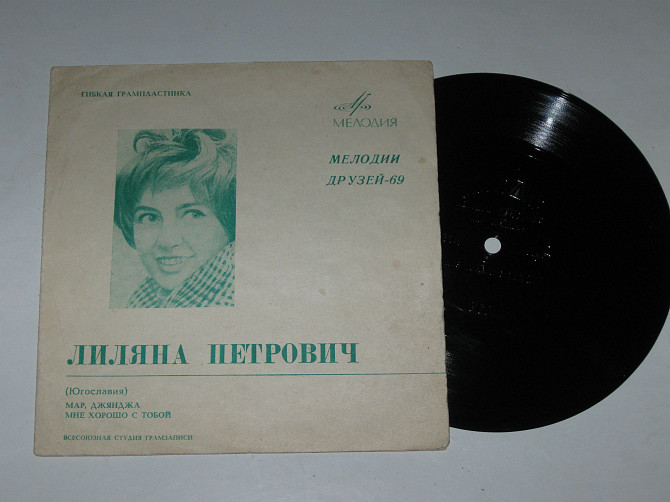 ГИБКАЯ ГРАМПЛАСТИНКА
МЕЛОДИЯ
МЕЛОДИИ
ДРУЗЕЙ-69
ЛИЛЯНА ПЕТРОВИЧ
(Югославия)
МАР, ДЖЯНДЖА
МНЕ ХОРОШО С ТОБОЙ
ВСЕСОЮЗНАЯ СТУДИЯ ГРАМЗАПИСИ